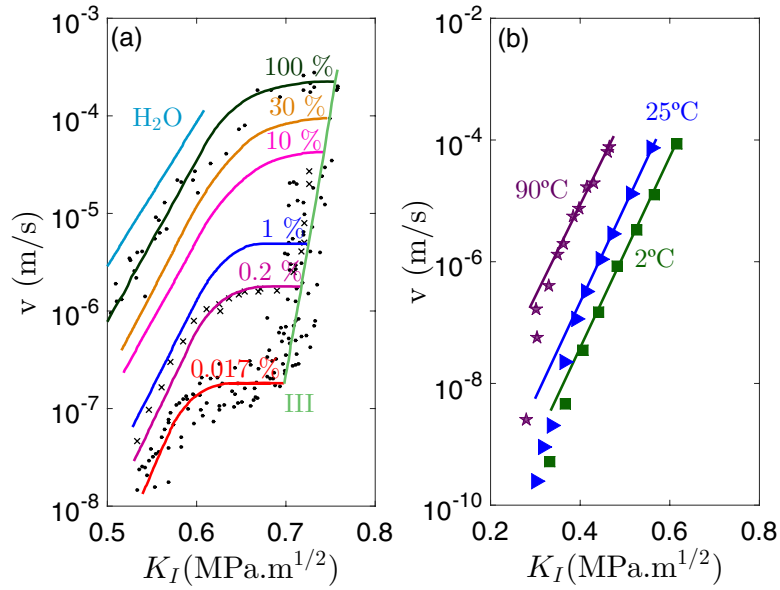 (a)
10⁻³
10⁻⁴
10⁻⁵
10⁻⁶
10⁻⁷
10⁻⁸
v (m/s)
H₂O
100 %
30 %
10 %
1 %
0.2 %
0.017 %
III
0.5 0.6 0.7 0.8
K_I(MPa.m^{1/2})
(b)
10⁻²
10⁻⁴
10⁻⁶
10⁻⁸
10⁻¹⁰
v (m/s)
25ºC
90ºC
2ºC
0.2 0.4 0.6 0.8
K_I(MPa.m^{1/2})